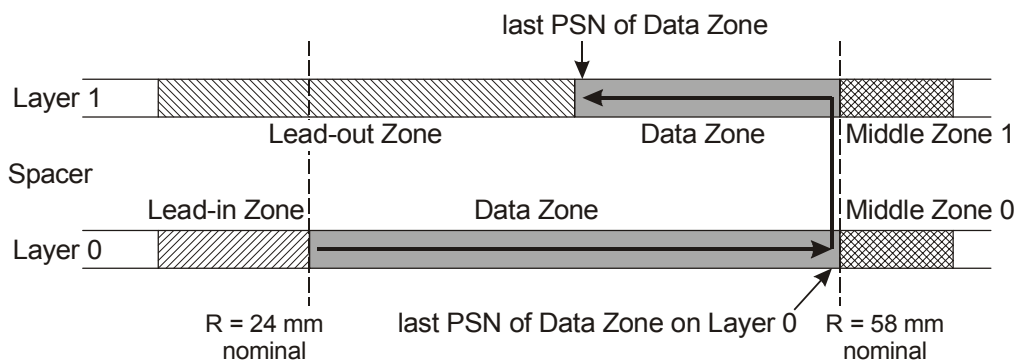 last PSN of Data Zone
Layer 1
Lead-out Zone
Data Zone
Middle Zone 1
Spacer
Lead-in Zone
Data Zone
Middle Zone 0
Layer 0
R = 24 mm
nominal
last PSN of Data Zone on Layer 0
R = 58 mm
nominal